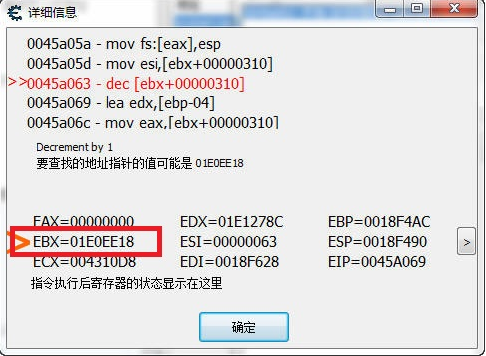 详细信息
0045a05a - mov fs:[eax],esp
0045a05d - mov esi,[ebx+00000310]
>>0045a063 - dec [ebx+00000310]
0045a069 - lea edx,[ebp-04]
0045a06c - mov eax,[ebx+00000310]
Decrement by 1
要查找的地址指针的值可能是 01E0EE18
EAX=00000000 EDX=01E1278C EBP=0018F4AC
>EBX=01E0EE18 ESI=00000063 ESP=0018F490
ECX=004310D8 EDI=0018F628 EIP=0045A069
>
指令执行后寄存器的状态显示在这里
确定